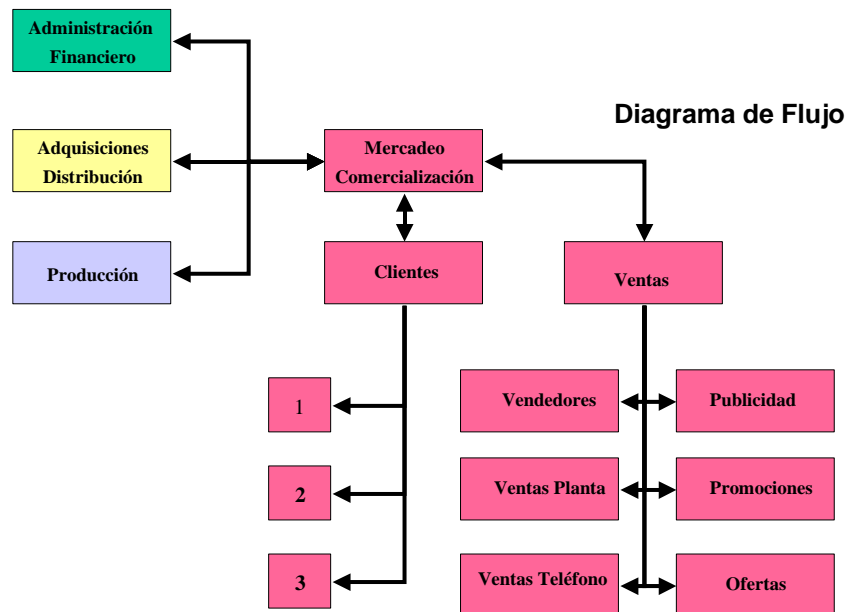 Administración
Financiero
Diagrama de Flujo
Adquisiciones
Distribución
Mercadeo
Comercialización
Producción
Clientes
Ventas
1
Vendedores
Publicidad
2
Ventas Planta
Promociones
3
Ventas Teléfono
Ofertas